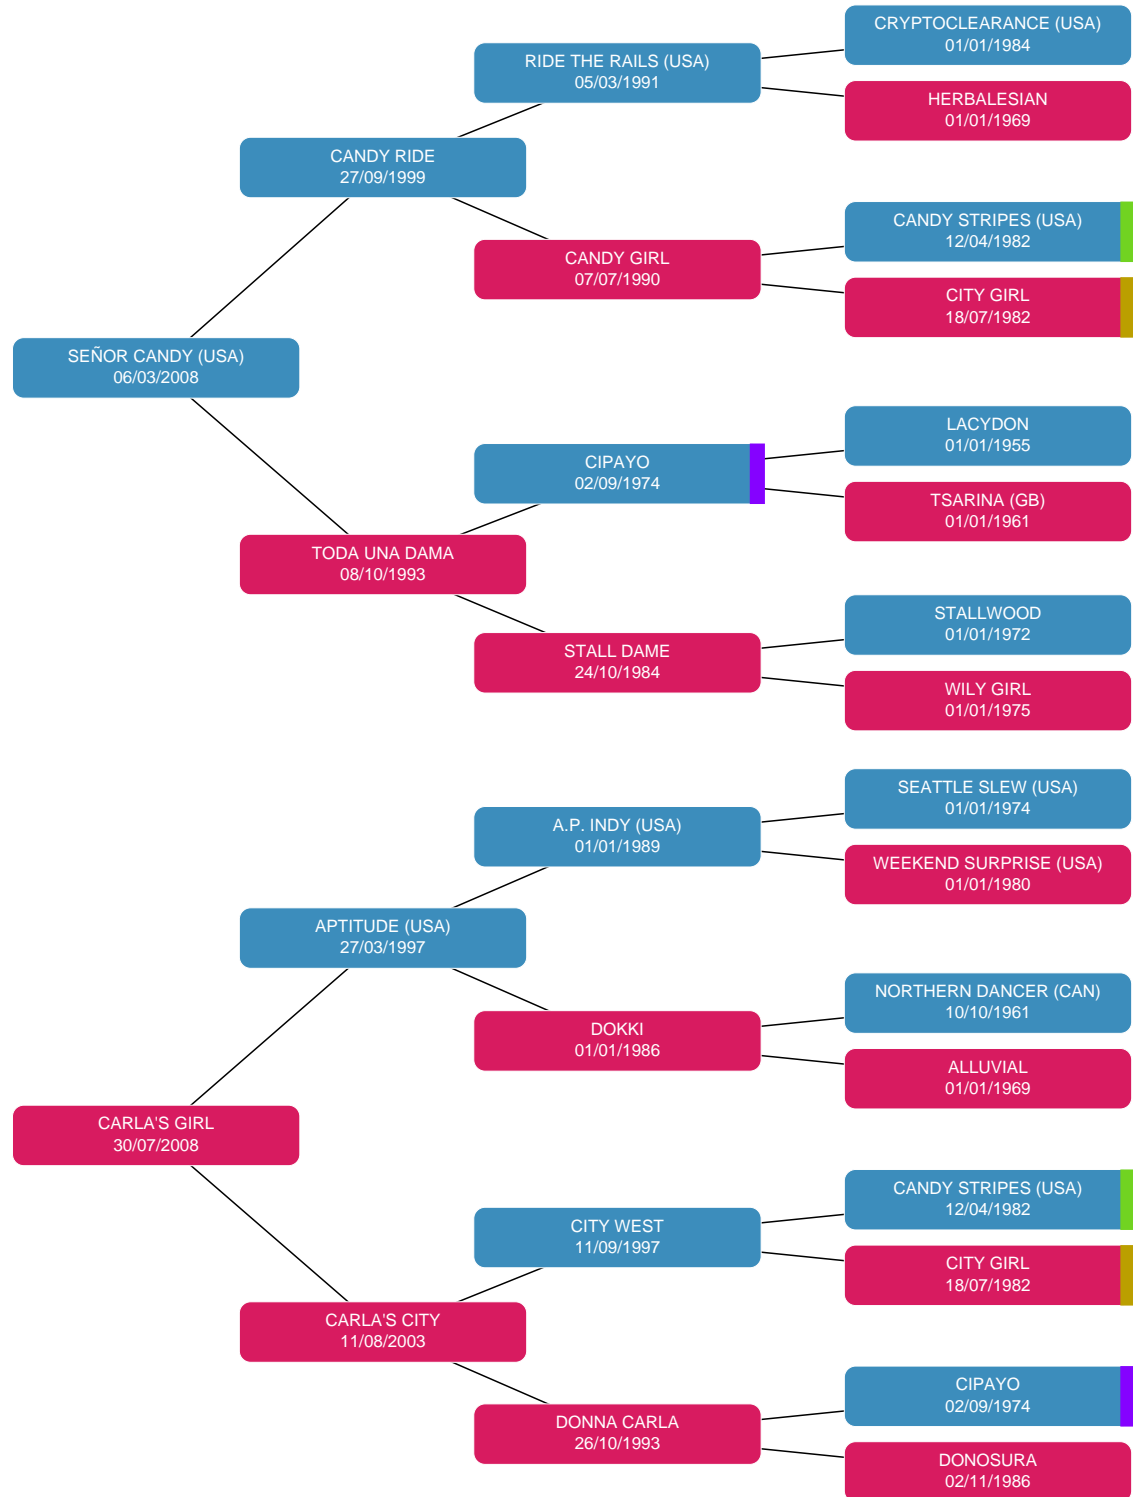 CRYPTOCLEARANCE (USA)
01/01/1984
RIDE THE RAILS (USA)
05/03/1991
HERBALESIAN
01/01/1969
CANDY RIDE
27/09/1999
CANDY STRIPES (USA)
12/04/1982
CANDY GIRL
07/07/1990
CITY GIRL
18/07/1982
SEÑOR CANDY (USA)
06/03/2008
LACYDON
01/01/1955
CIPAYO
02/09/1974
TSARINA (GB)
01/01/1961
TODA UNA DAMA
08/10/1993
STALLWOOD
01/01/1972
STALL DAME
24/10/1984
WILY GIRL
01/01/1975
SEATTLE SLEW (USA)
01/01/1974
A.P. INDY (USA)
01/01/1989
WEEKEND SURPRISE (USA)
01/01/1980
APTITUDE (USA)
27/03/1997
NORTHERN DANCER (CAN)
10/10/1961
DOKKI
01/01/1986
ALLUVIAL
01/01/1969
CARLA'S GIRL
30/07/2008
CANDY STRIPES (USA)
12/04/1982
CITY WEST
11/09/1997
CITY GIRL
18/07/1982
CARLA'S CITY
11/08/2003
CIPAYO
02/09/1974
DONNA CARLA
26/10/1993
DONOSURA
02/11/1986